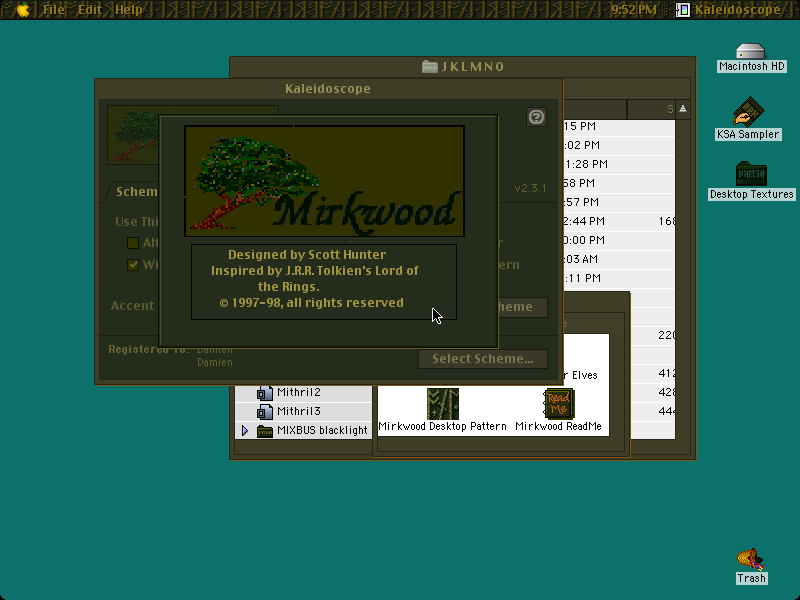 File Edit Help
9:52 PM Kaleidoscope
JKLMNO
Kaleidoscope
S
:15 PM
:02 PM
1:28 PM
:58 PM
:57 PM
2:44 PM 168
0:00 PM
:03 AM
:11 PM
220
412
428
444
v2.3.1
Mirkwood
Designed by Scott Hunter
Inspired by J.R.R. Tolkien's Lord of
the Rings.
© 1997-98, all rights reserved
Schem
Use Thi
Alt
Wi
ern
Accent
heme
Registered To: Damien
Damien
Select Scheme...
r Elves
Mithril2
Mithril3
MIXBUS blacklight
Read
Me
Mirkwood Desktop Pattern
Mirkwood ReadMe
Macintosh HD
KSA Sampler
Desktop Textures
Trash